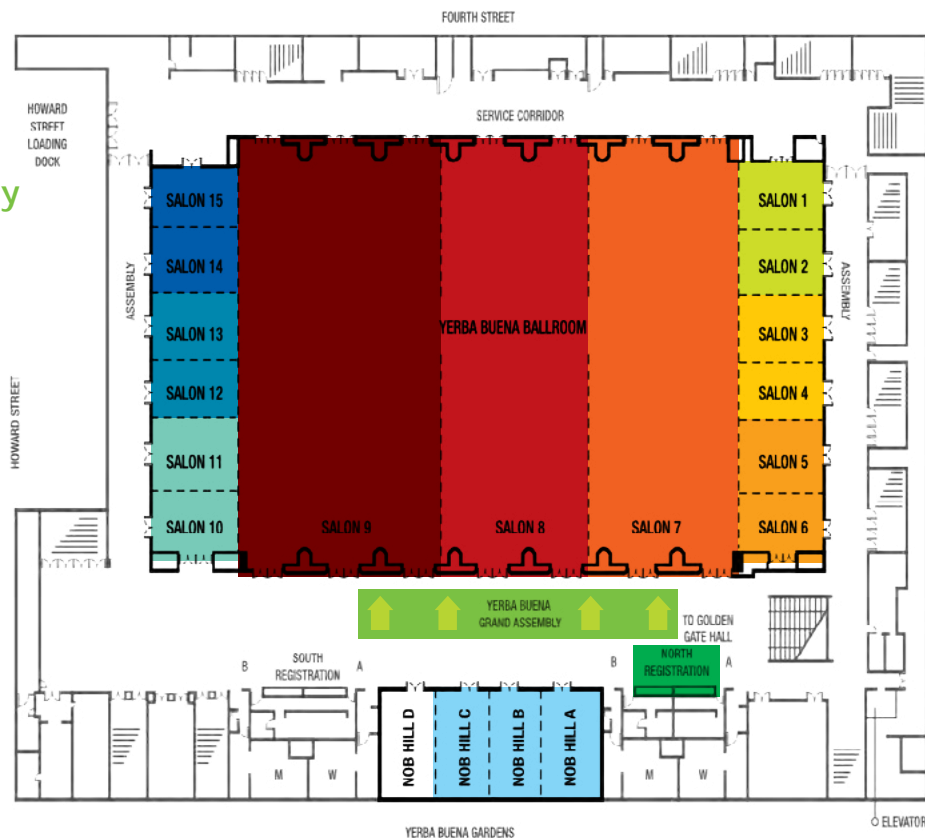 FOURTH STREET
HOWARD
STREET
LOADING
DOCK
SERVICE CORRIDOR
y
SALON 15
SALON 1
SALON 14
SALON 2
ASSEMBLY
ASSEMBLY
SALON 13
YERBA BUENA BALLROOM
SALON 3
SALON 12
SALON 4
HOWARD STREET
SALON 11
SALON 5
SALON 10
SALON 9
SALON 8
SALON 7
SALON 6
YERBA BUENA
GRAND ASSEMBLY
TO GOLDEN
GATE HALL
B
SOUTH
REGISTRATION
A
B
NORTH
REGISTRATION
A
NOB HILL D
NOB HILL C
NOB HILL B
NOB HILL A
M
W
M
W
ELEVATOR
YERBA BUENA GARDENS